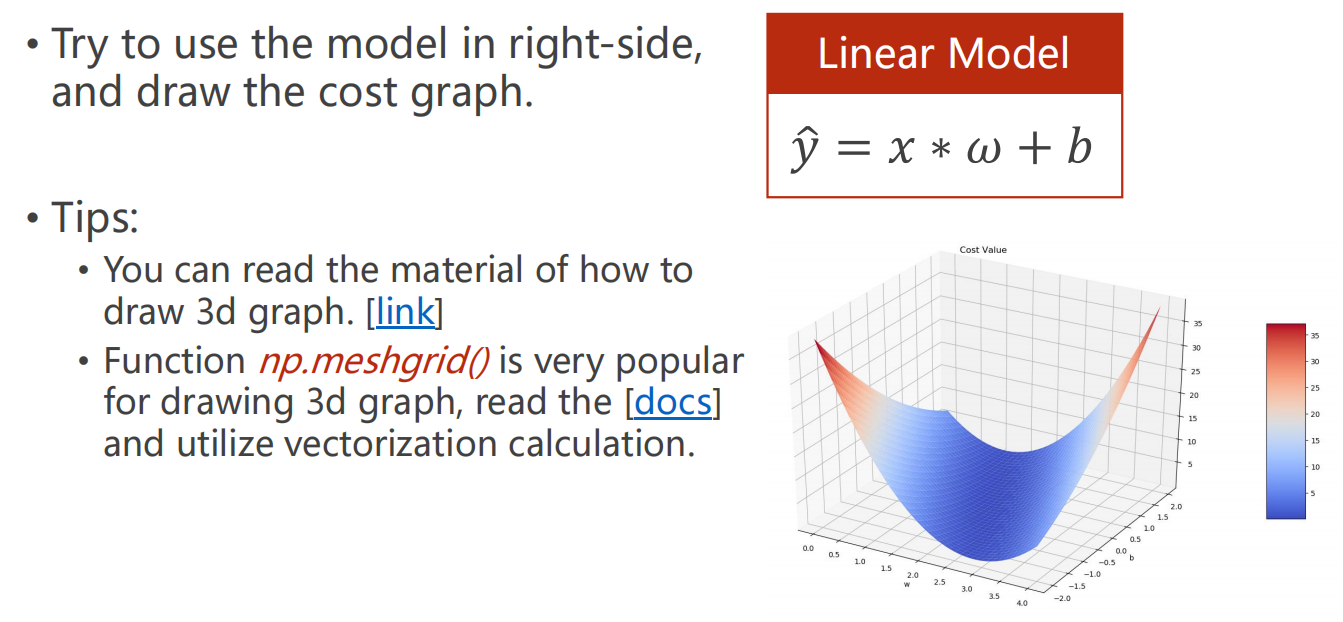 • Try to use the model in right-side,
and draw the cost graph.
• Tips:
• You can read the material of how to
draw 3d graph. [link]
• Function np.meshgrid() is very popular
for drawing 3d graph, read the [docs]
and utilize vectorization calculation.
Linear Model
ŷ = x * ω + b
Cost Value
35
30
25
20
15
10
5
2.0
1.5
1.0
0.5
0.0
−0.5
−1.0
−1.5
−2.0
b
0.0
0.5
1.0
1.5
2.0
2.5
3.0
3.5
4.0
w
35
30
25
20
15
10
5